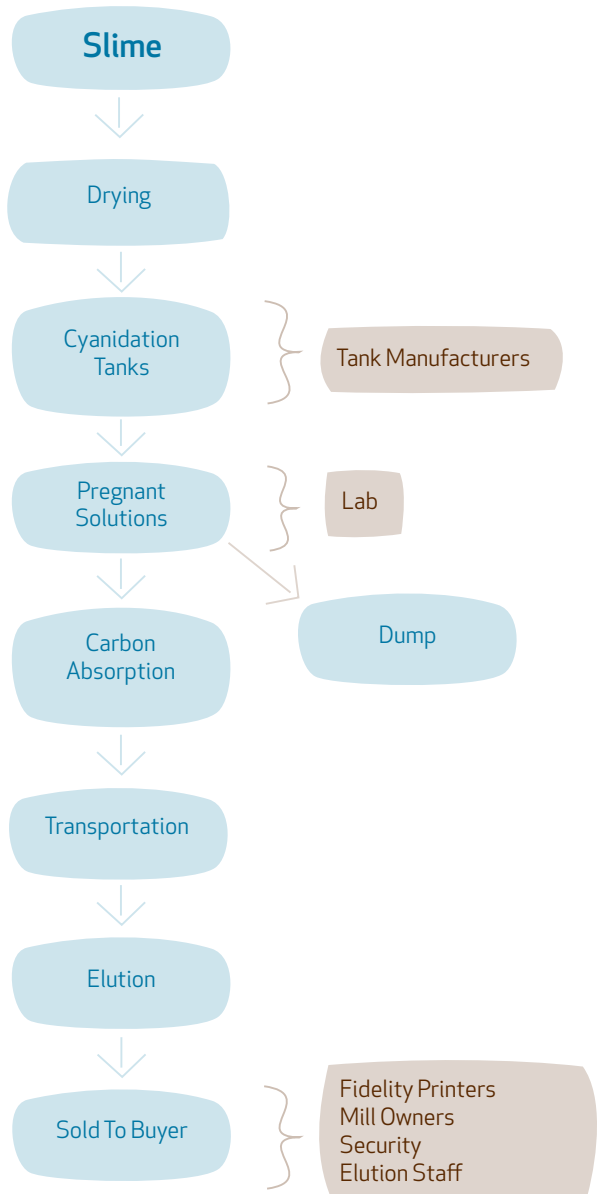 Slime
Drying
Cyanidation
Tanks
Tank Manufacturers
Pregnant
Solutions
Lab
Carbon
Absorption
Dump
Transportation
Elution
Sold To Buyer
Fidelity Printers
Mill Owners
Security
Elution Staff